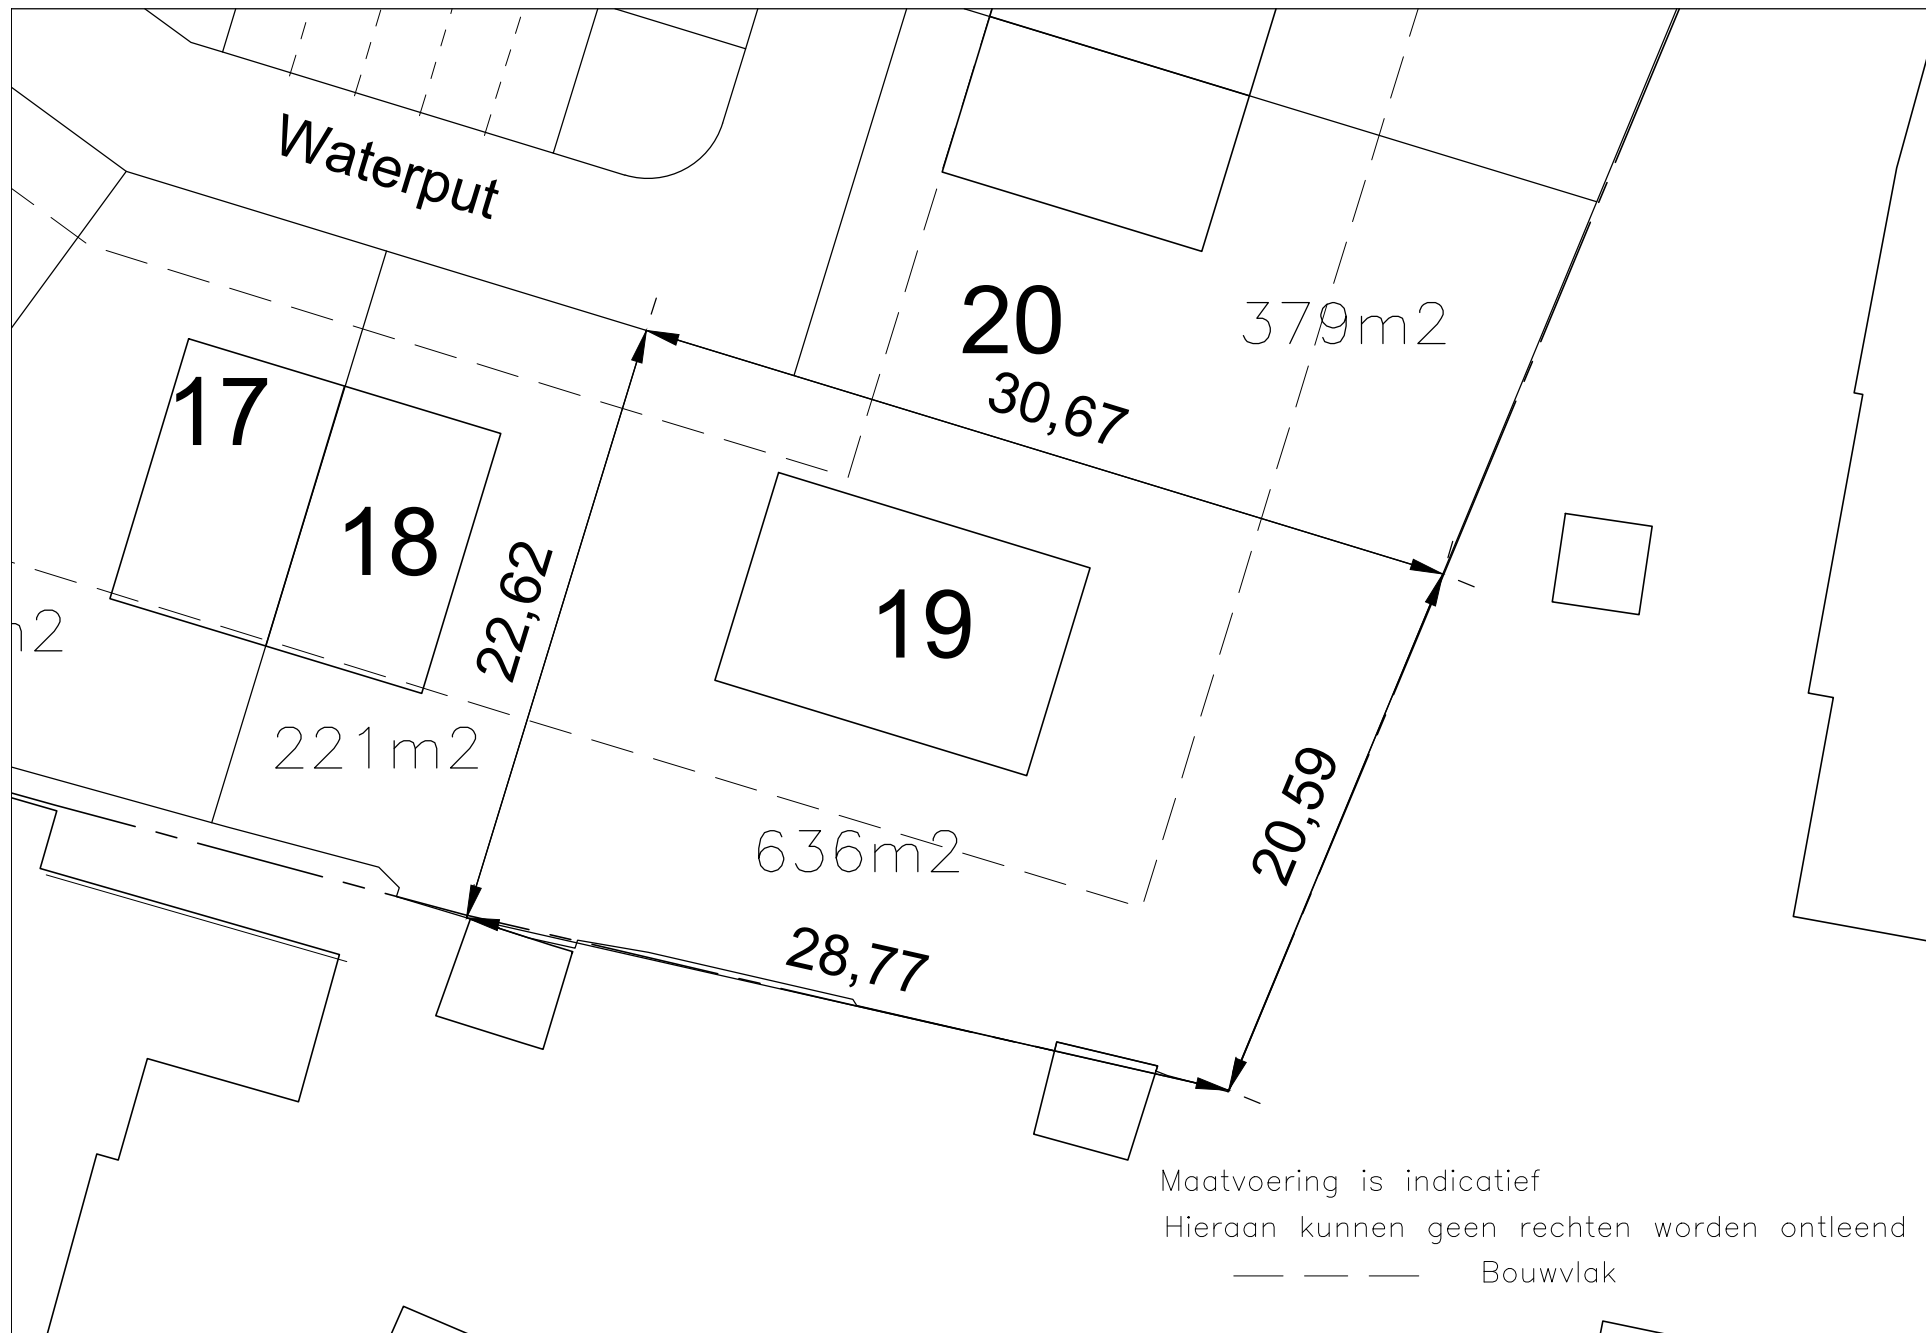 Waterput
20
379m2
30,67
17
18
22,62
19
m2
221m2
636m2
20,59
28,77
Maatvoering is indicatief
Hieraan kunnen geen rechten worden ontleend
Bouwvlak